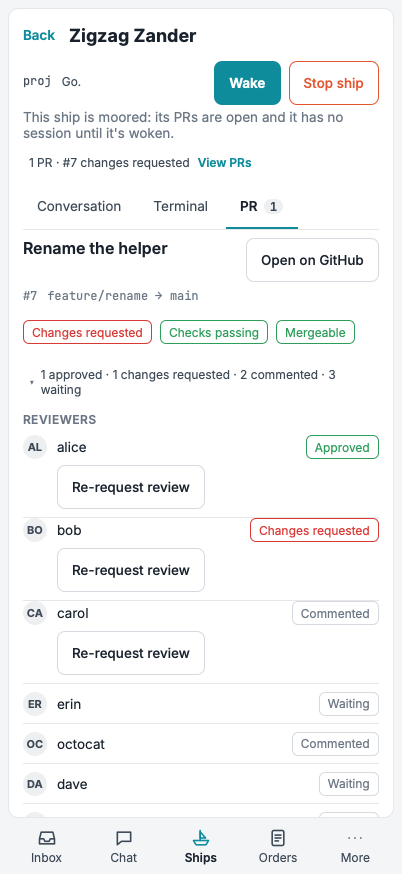 Back Zigzag Zander
proj Go. Wake Stop ship
This ship is moored: its PRs are open and it has no
session until it's woken.
1 PR · #7 changes requested View PRs
Conversation Terminal PR 1
Rename the helper Open on GitHub
#7 feature/rename → main
Changes requested Checks passing Mergeable
1 approved · 1 changes requested · 2 commented · 3
waiting
REVIEWERS
AL alice Approved
Re-request review
BO bob Changes requested
Re-request review
CA carol Commented
Re-request review
ER erin Waiting
OC octocat Commented
DA dave Waiting
Inbox Chat Ships Orders More